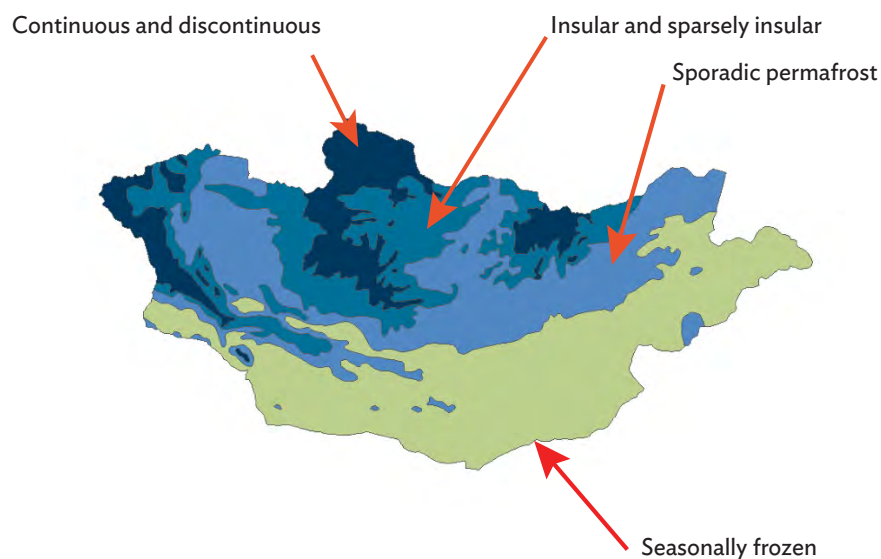 Continuous and discontinuous
Insular and sparsely insular
Sporadic permafrost
Seasonally frozen